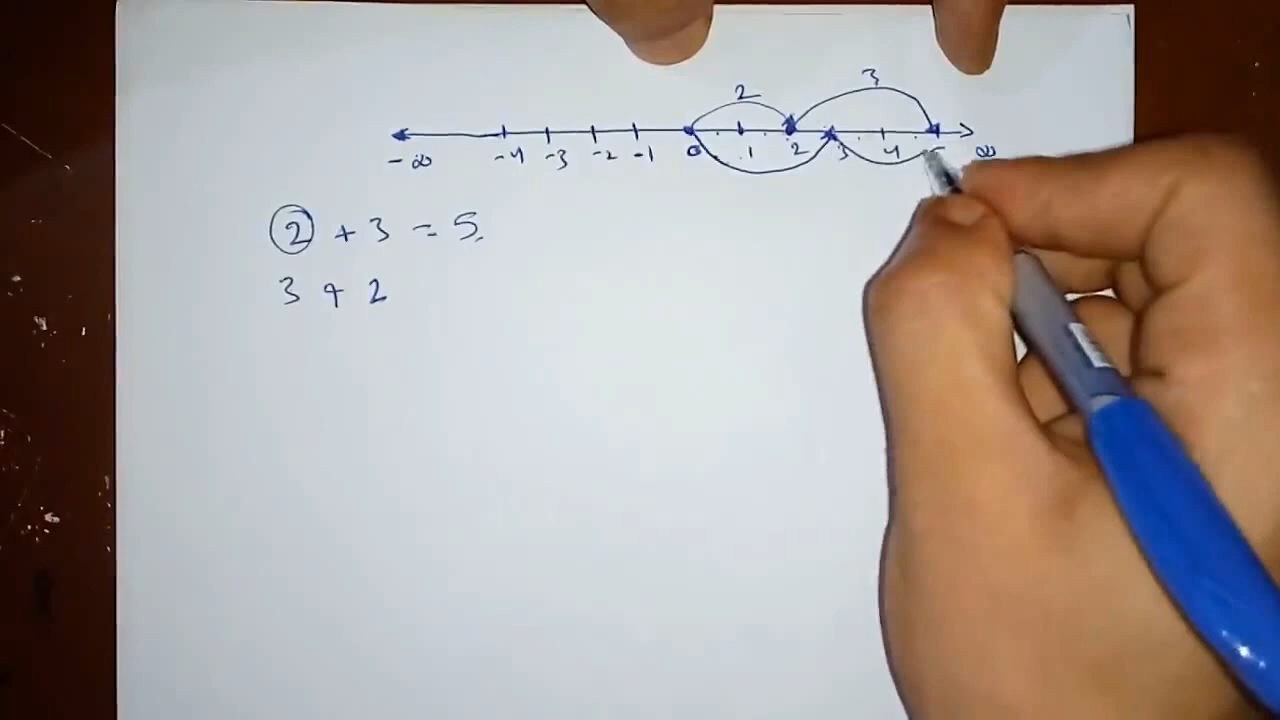 2 3
-∞ -4 -3 -2 -1 0 1 2 3 4 ∞
2 + 3 = 5
3 + 2